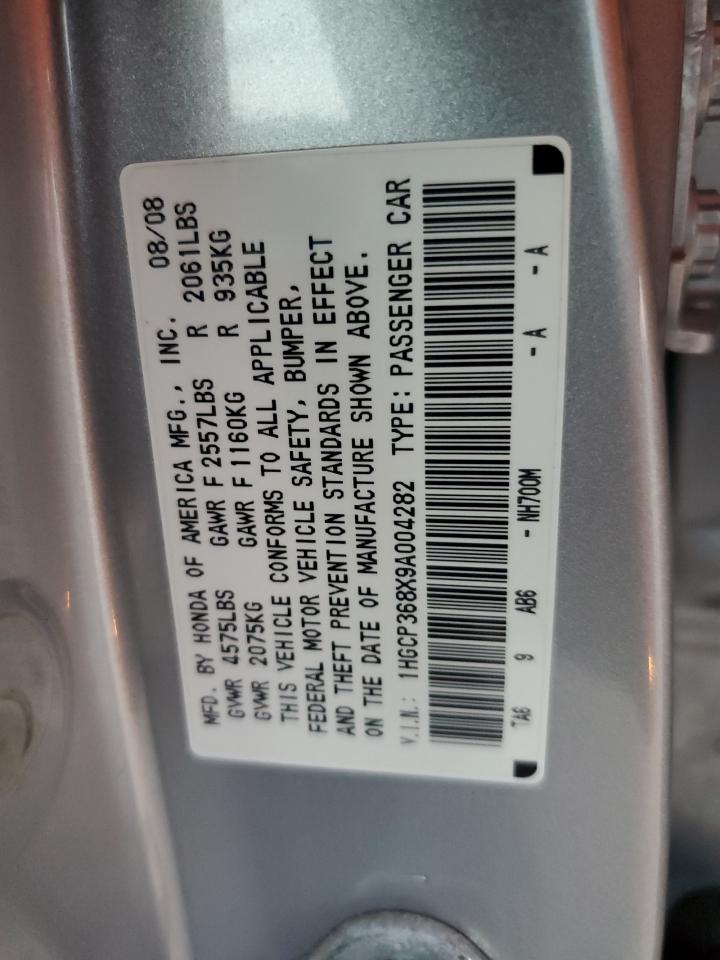 MFD. BY HONDA OF AMERICA MFG., INC. 08/08
GVWR 4575LBS GAWR F 2557LBS R 2061LBS
GVWR 2075KG GAWR F 1160KG R 935KG
THIS VEHICLE CONFORMS TO ALL APPLICABLE
FEDERAL MOTOR VEHICLE SAFETY, BUMPER,
AND THEFT PREVENTION STANDARDS IN EFFECT
ON THE DATE OF MANUFACTURE SHOWN ABOVE.
V.I.N.: 1HGCP368X9A004282 TYPE: PASSENGER CAR
TA6 9 AB6 - NH700M - A - A